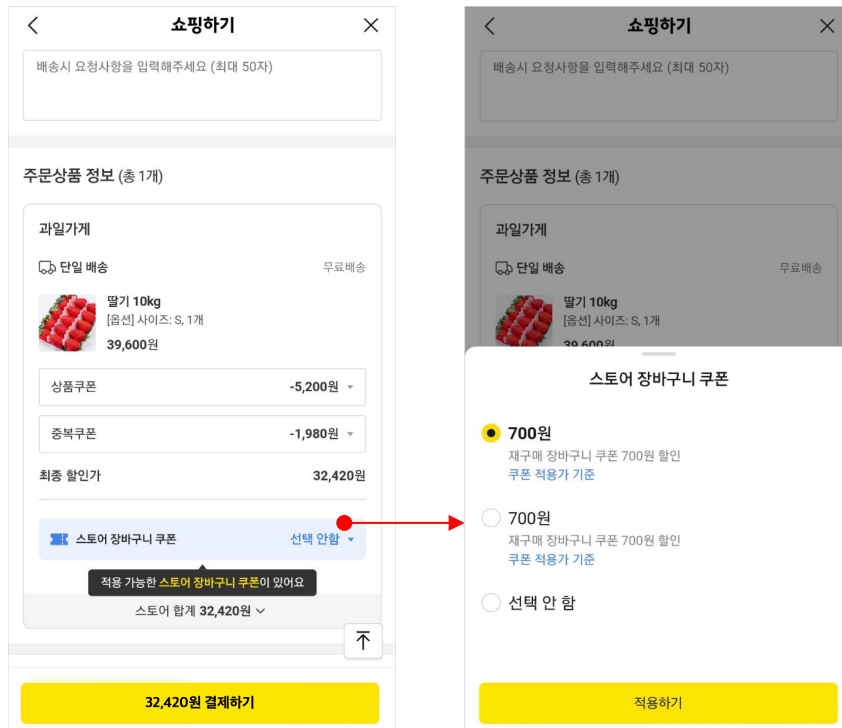 쇼핑하기
배송시 요청사항을 입력해주세요 (최대 50자)
주문상품 정보 (총 1개)
과일가게
단일 배송 무료배송
딸기 10kg
[옵션] 사이즈: S, 1개
39,600원
상품쿠폰 -5,200원
중복쿠폰 -1,980원
최종 할인가 32,420원
스토어 장바구니 쿠폰 선택 안함
적용 가능한 스토어 장바구니 쿠폰이 있어요
스토어 합계 32,420원
32,420원 결제하기
쇼핑하기
배송시 요청사항을 입력해주세요 (최대 50자)
주문상품 정보 (총 1개)
과일가게
단일 배송 무료배송
딸기 10kg
[옵션] 사이즈: S, 1개
39,600원
스토어 장바구니 쿠폰
700원
재구매 장바구니 쿠폰 700원 할인
쿠폰 적용가 기준
700원
재구매 장바구니 쿠폰 700원 할인
쿠폰 적용가 기준
선택 안 함
적용하기